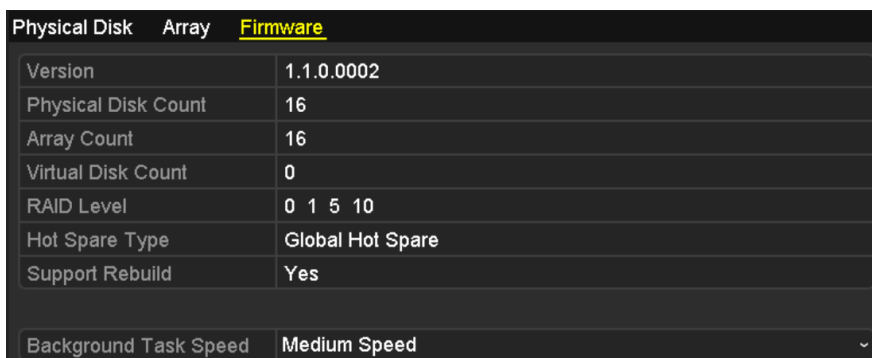 Physical Disk Array Firmware
Version 1.1.0.0002
Physical Disk Count 16
Array Count 16
Virtual Disk Count 0
RAID Level 0 1 5 10
Hot Spare Type Global Hot Spare
Support Rebuild Yes
Background Task Speed Medium Speed